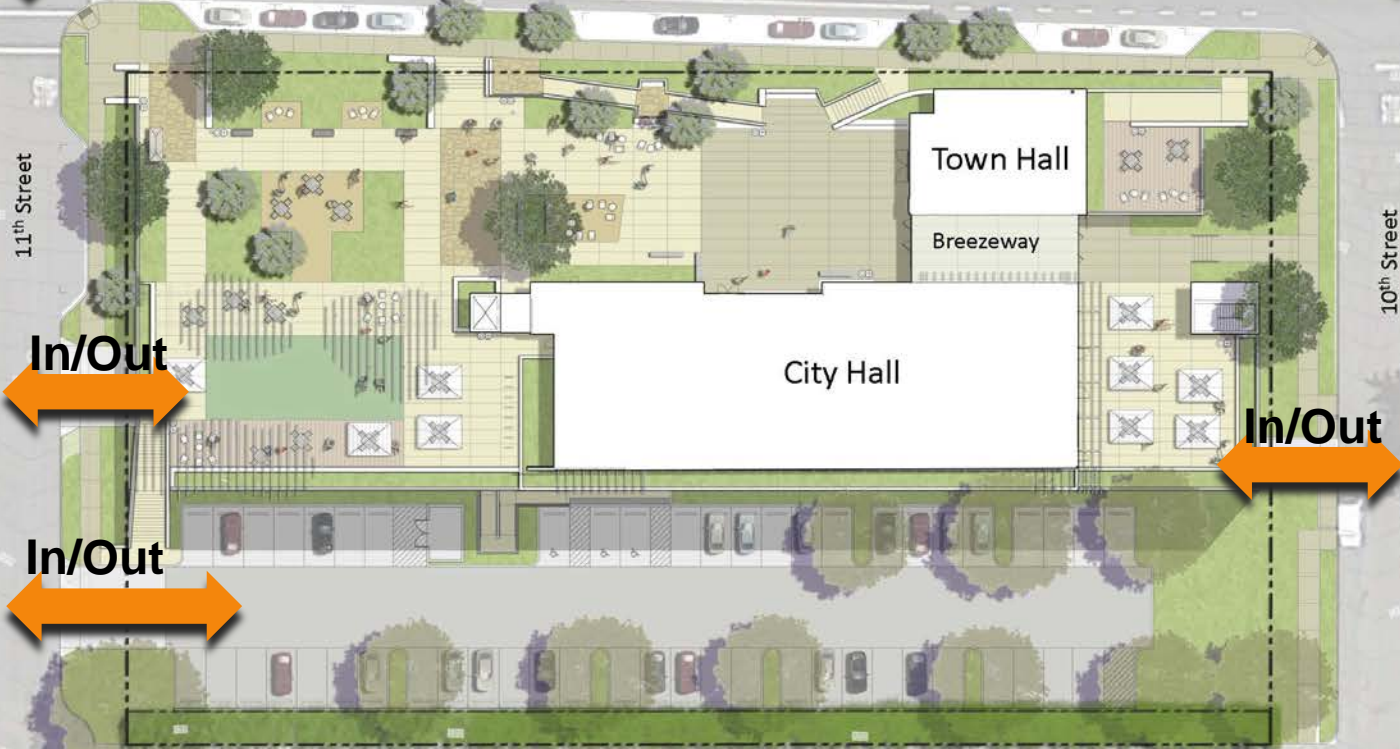 Town Hall
11th Street
Breezeway
10th Street
In/Out
City Hall
In/Out
In/Out